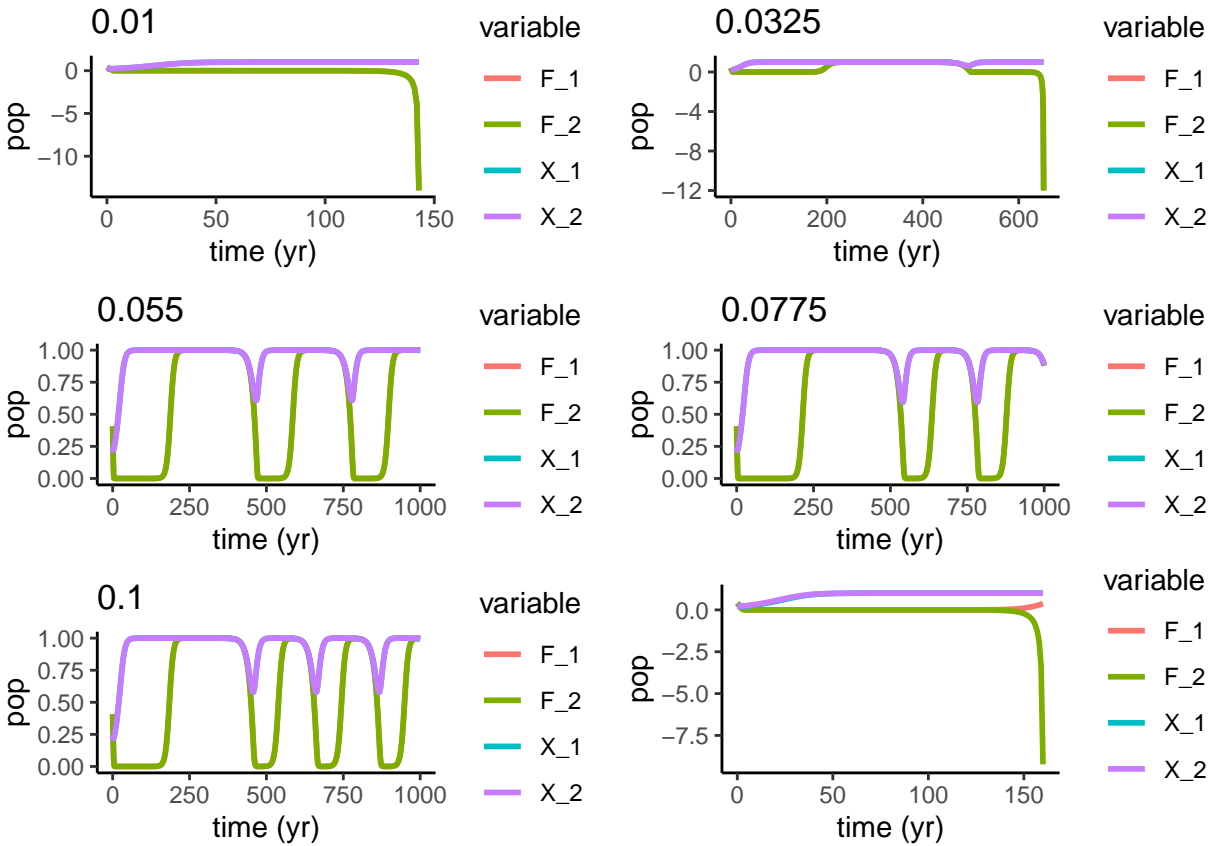 0.01
variable
F_1
F_2
X_1
X_2
pop
0
−5
−10
0
50
100
150
time (yr)
0.0325
variable
F_1
F_2
X_1
X_2
pop
0
−4
−8
−12
0
200
400
600
time (yr)
0.055
variable
F_1
F_2
X_1
X_2
pop
1.00
0.75
0.50
0.25
0.00
0
250
500
750
1000
time (yr)
0.0775
variable
F_1
F_2
X_1
X_2
pop
1.00
0.75
0.50
0.25
0.00
0
250
500
750
1000
time (yr)
0.1
variable
F_1
F_2
X_1
X_2
pop
1.00
0.75
0.50
0.25
0.00
0
250
500
750
1000
time (yr)
variable
F_1
F_2
X_1
X_2
pop
0.0
−2.5
−5.0
−7.5
0
50
100
150
time (yr)